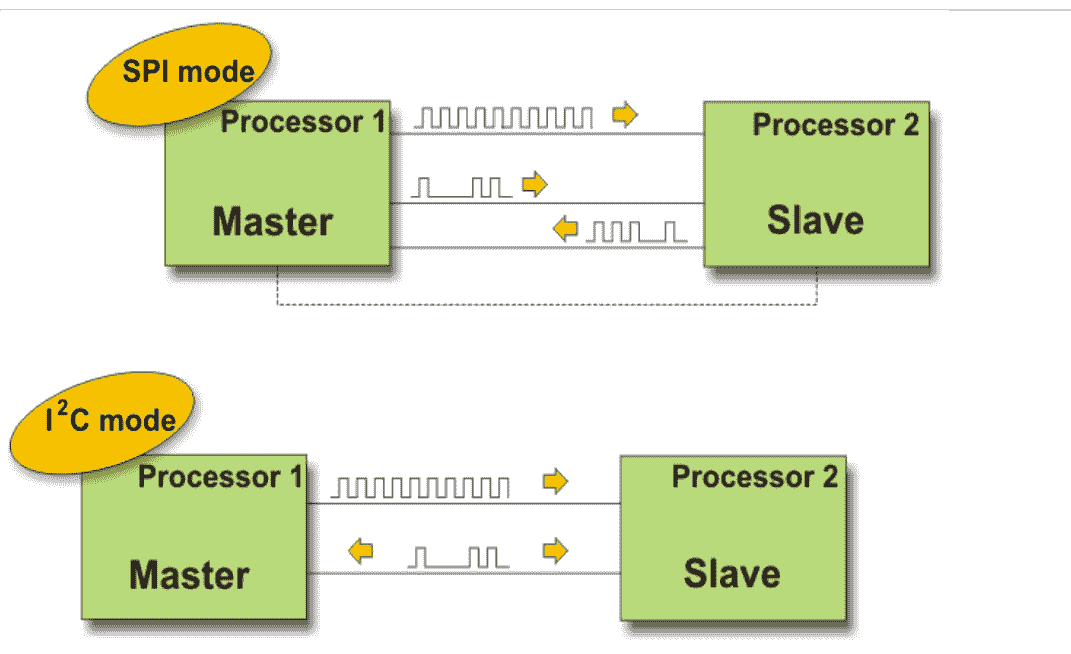 SPI mode
Processor 1
Master
Processor 2
Slave
I²C mode
Processor 1
Master
Processor 2
Slave